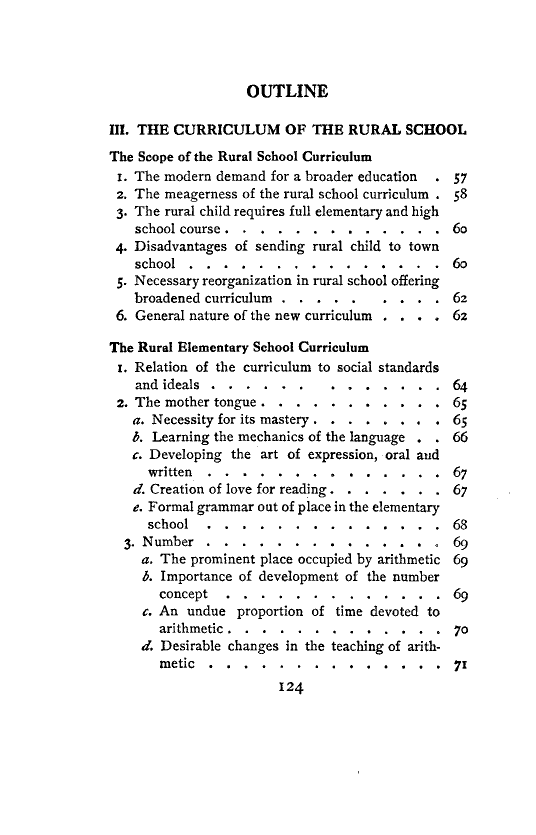 OUTLINE
III. THE CURRICULUM OF THE RURAL SCHOOL
The Scope of the Rural School Curriculum
1. The modern demand for a broader education . 57
2. The meagerness of the rural school curriculum . 58
3. The rural child requires full elementary and high
school course . . . . . . . . . . . . . 60
4. Disadvantages of sending rural child to town
school . . . . . . . . . . . . . . . 60
5. Necessary reorganization in rural school offering
broadened curriculum . . . . . . . . . 62
6. General nature of the new curriculum . . . . 62
The Rural Elementary School Curriculum
1. Relation of the curriculum to social standards
and ideals . . . . . . . . . . . . . 64
2. The mother tongue . . . . . . . . . . . 65
a. Necessity for its mastery . . . . . . . . 65
b. Learning the mechanics of the language . . 66
c. Developing the art of expression, oral and
written . . . . . . . . . . . . . . 67
d. Creation of love for reading . . . . . . . 67
e. Formal grammar out of place in the elementary
school . . . . . . . . . . . . . . 68
3. Number . . . . . . . . . . . . . . 69
a. The prominent place occupied by arithmetic 69
b. Importance of development of the number
concept . . . . . . . . . . . . . 69
c. An undue proportion of time devoted to
arithmetic . . . . . . . . . . . . . 70
d. Desirable changes in the teaching of arith-
metic . . . . . . . . . . . . . . 71
124